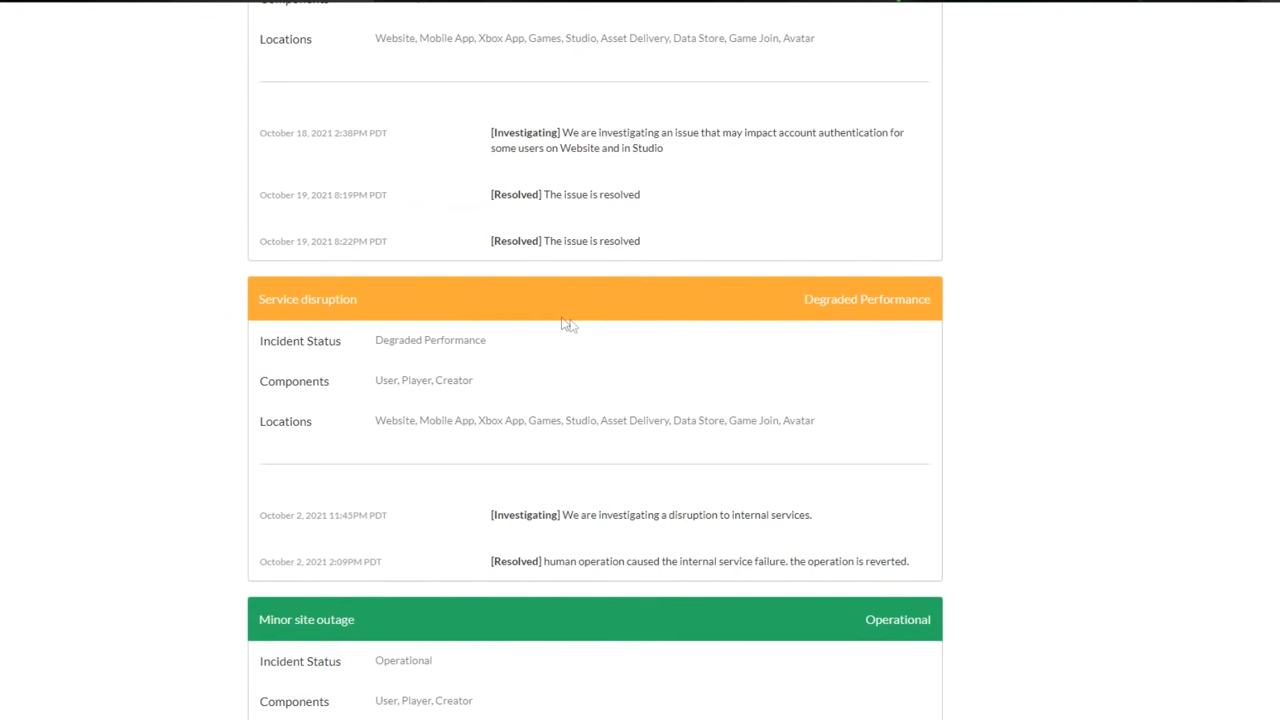 Components
Locations Website, Mobile App, Xbox App, Games, Studio, Asset Delivery, Data Store, Game Join, Avatar
October 18, 2021 2:38PM PDT [Investigating] We are investigating an issue that may impact account authentication for
some users on Website and in Studio
October 19, 2021 8:19PM PDT [Resolved] The issue is resolved
October 19, 2021 8:22PM PDT [Resolved] The issue is resolved
Service disruption Degraded Performance
Incident Status Degraded Performance
Components User, Player, Creator
Locations Website, Mobile App, Xbox App, Games, Studio, Asset Delivery, Data Store, Game Join, Avatar
October 2, 2021 11:45PM PDT [Investigating] We are investigating a disruption to internal services.
October 2, 2021 2:09PM PDT [Resolved] human operation caused the internal service failure. the operation is reverted.
Minor site outage Operational
Incident Status Operational
Components User, Player, Creator